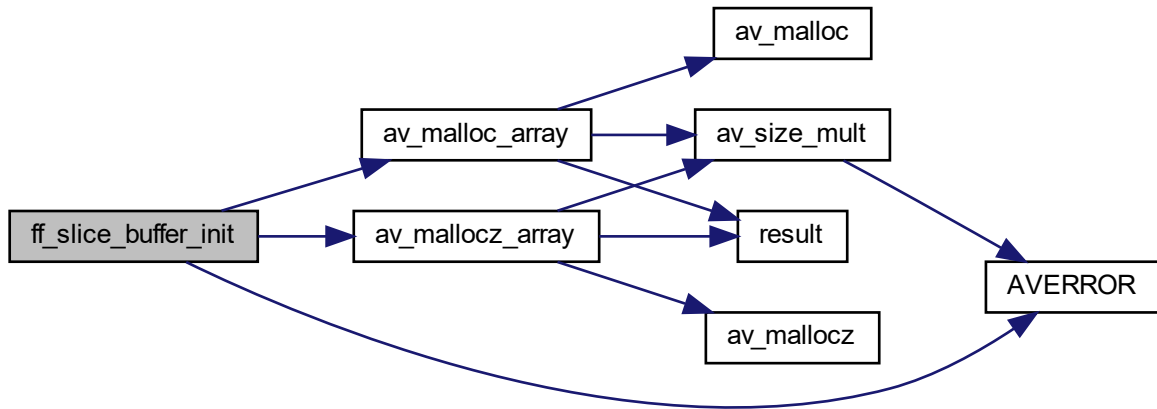 av_malloc
av_malloc_array
av_size_mult
ff_slice_buffer_init
av_mallocz_array
result
AVERROR
av_mallocz